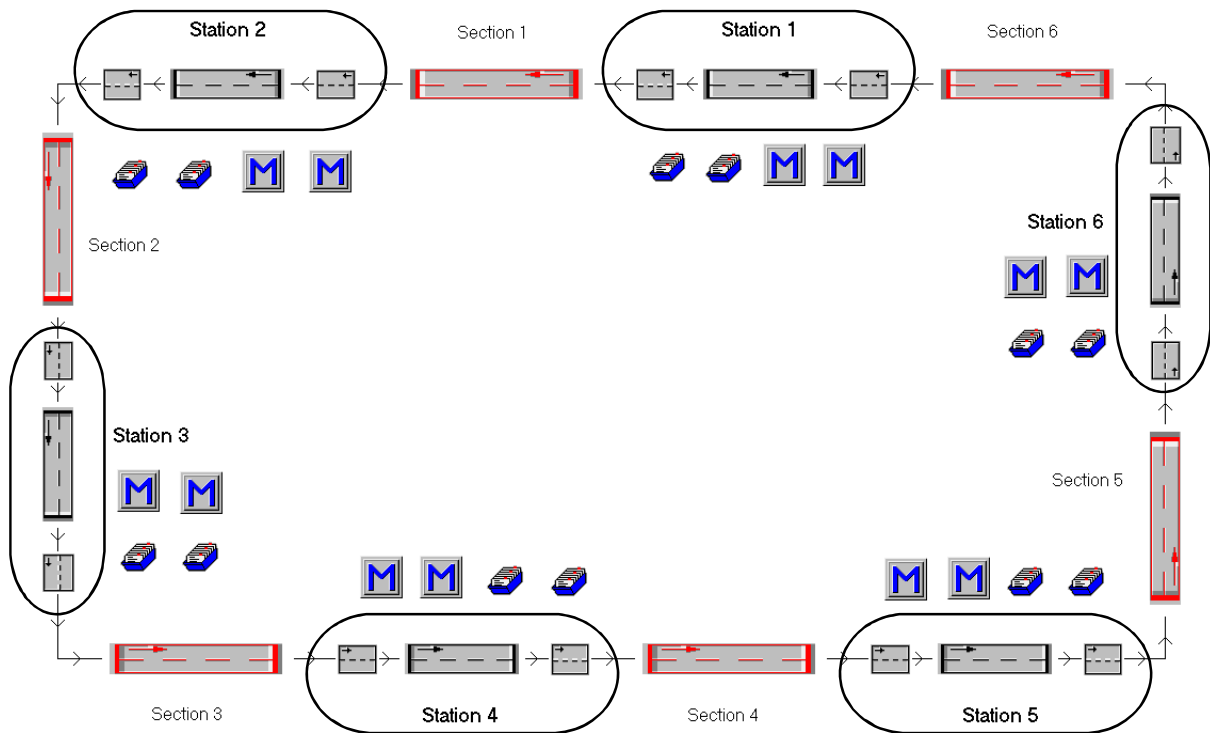 Station 2
Section 1
Station 1
Section 6
M M
M M
Station 6
Section 2
M M
Station 3
M M
Section 5
M M
M M
Section 3
Station 4
Section 4
Station 5